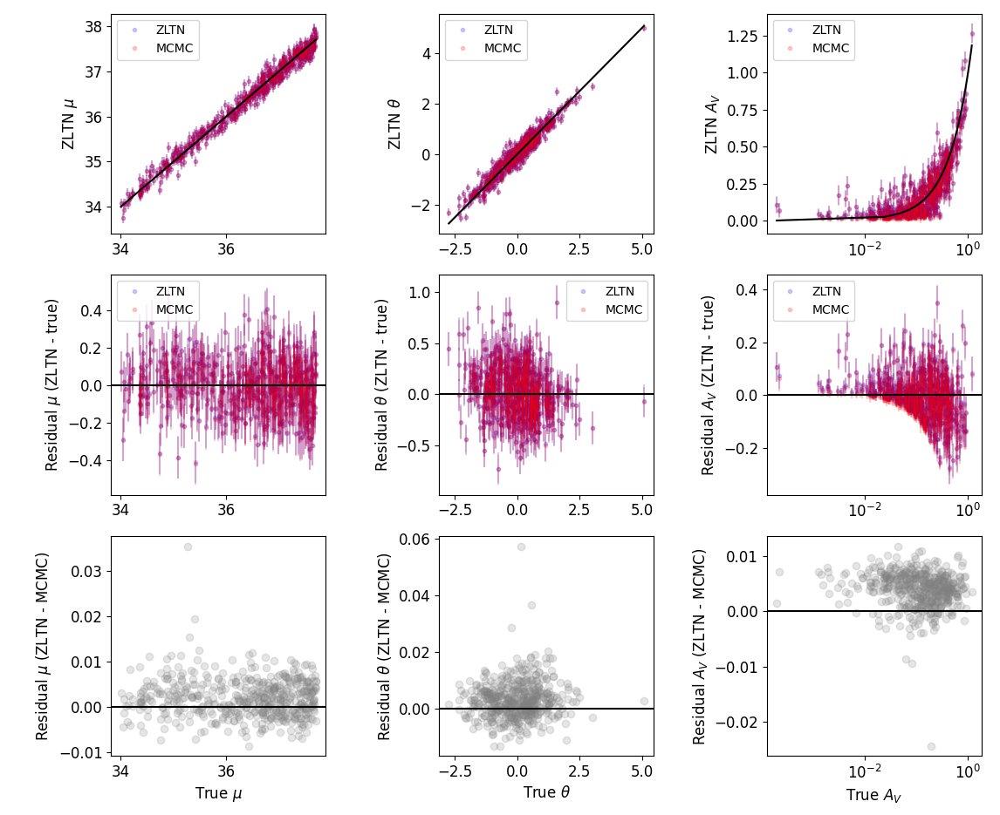 38
37
36
35
34
ZLTN μ
ZLTN
MCMC
34
36
4
2
0
−2
ZLTN θ
ZLTN
MCMC
−2.5
0.0
2.5
5.0
1.25
1.00
0.75
0.50
0.25
0.00
ZLTN A_V
ZLTN
MCMC
10^−2
10^0
0.4
0.2
0.0
−0.2
−0.4
Residual μ (ZLTN - true)
ZLTN
MCMC
34
36
1.0
0.5
0.0
−0.5
Residual θ (ZLTN - true)
ZLTN
MCMC
−2.5
0.0
2.5
5.0
0.4
0.2
0.0
−0.2
Residual A_V (ZLTN - true)
ZLTN
MCMC
10^−2
10^0
0.03
0.02
0.01
0.00
−0.01
Residual μ (ZLTN - MCMC)
34
36
True μ
0.06
0.04
0.02
0.00
Residual θ (ZLTN - MCMC)
−2.5
0.0
2.5
5.0
True θ
0.01
0.00
−0.01
−0.02
Residual A_V (ZLTN - MCMC)
10^−2
10^0
True A_V